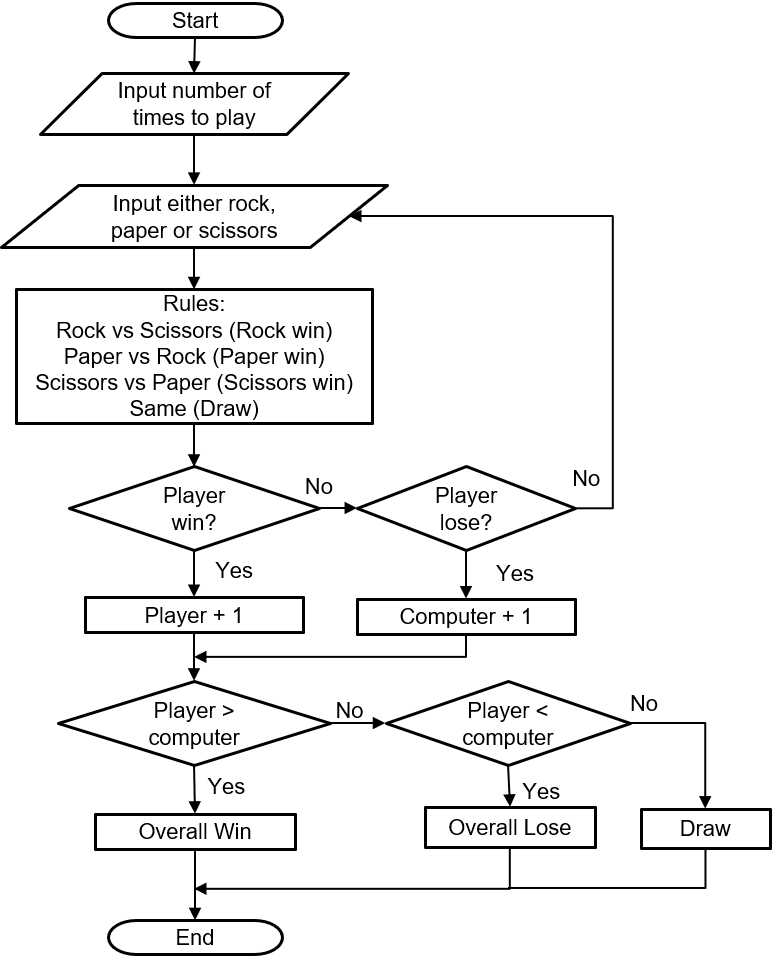 Start
Input number of
times to play
Input either rock,
paper or scissors
Rules:
Rock vs Scissors (Rock win)
Paper vs Rock (Paper win)
Scissors vs Paper (Scissors win)
Same (Draw)
Player
win?
No
Player
lose?
No
Yes
Yes
Player + 1
Computer + 1
Player >
computer
No
Player <
computer
No
Yes
Yes
Overall Win
Overall Lose
Draw
End